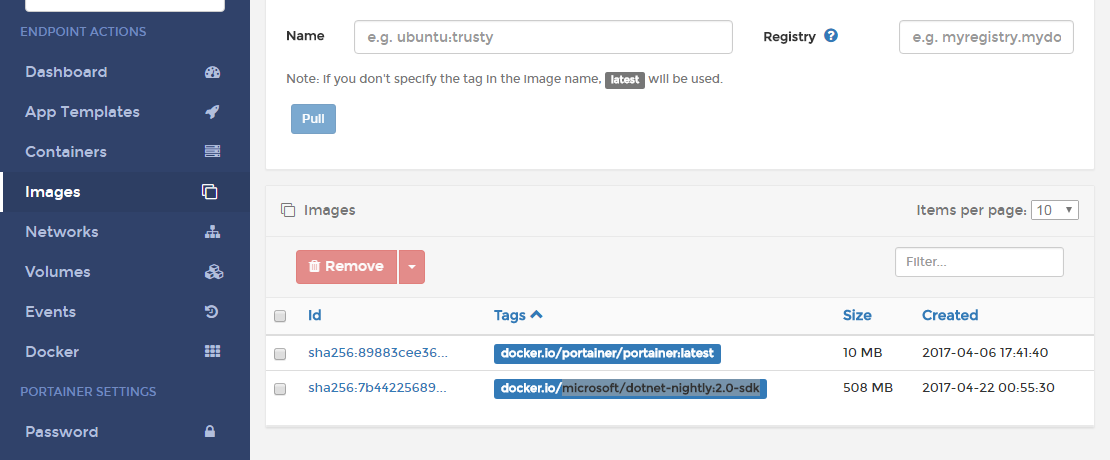 ENDPOINT ACTIONS
Dashboard
App Templates
Containers
Images
Networks
Volumes
Events
Docker
PORTAINER SETTINGS
Password
Name e.g. ubuntu:trusty Registry ? e.g. myregistry.mydo
Note: if you don't specify the tag in the image name, latest will be used.
Pull
Images Items per page: 10
Remove Filter...
Id Tags Size Created
sha256:89883cee36... docker.io/portainer/portainer:latest 10 MB 2017-04-06 17:41:40
sha256:7b44225689... docker.io/microsoft/dotnet-nightly:2.0-sdk 508 MB 2017-04-22 00:55:30